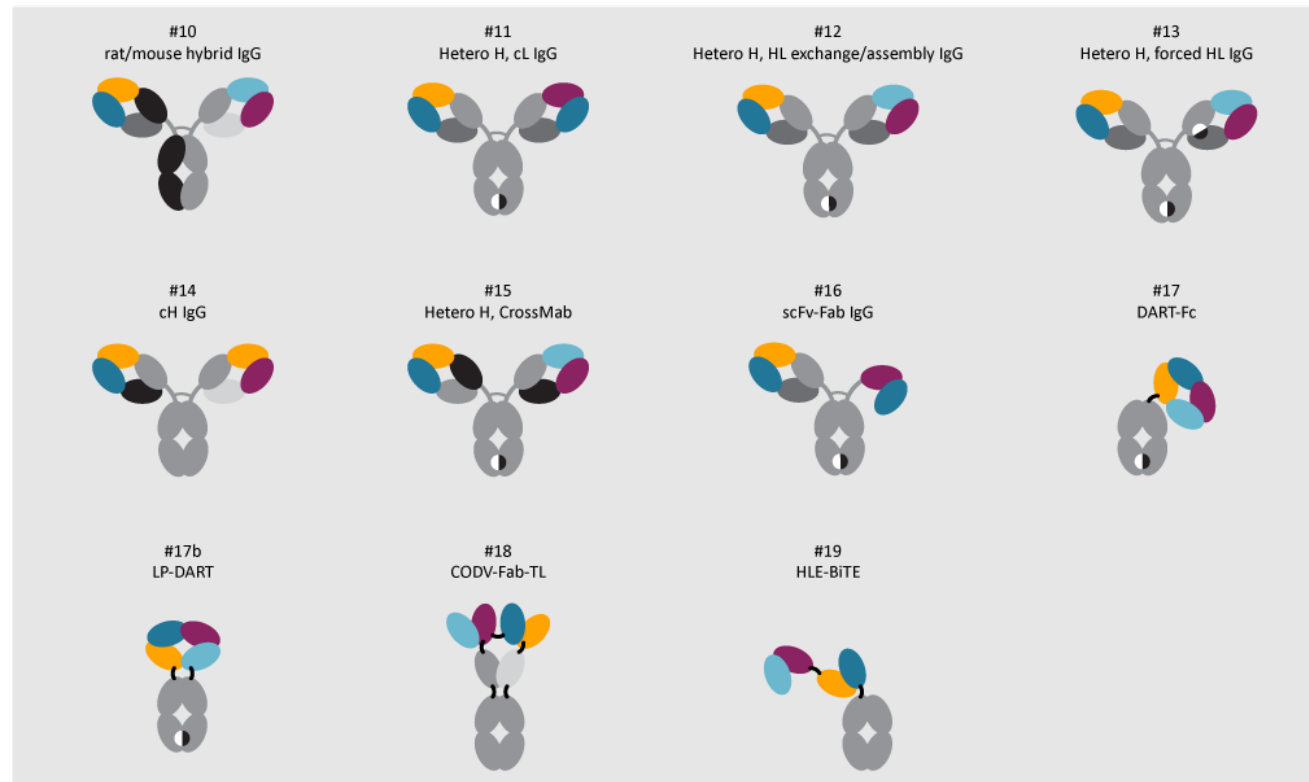 #10
rat/mouse hybrid IgG
#11
Hetero H, cL IgG
#12
Hetero H, HL exchange/assembly IgG
#13
Hetero H, forced HL IgG
#14
cH IgG
#15
Hetero H, CrossMab
#16
scFv-Fab IgG
#17
DART-Fc
#17b
LP-DART
#18
CODV-Fab-TL
#19
HLE-BiTE